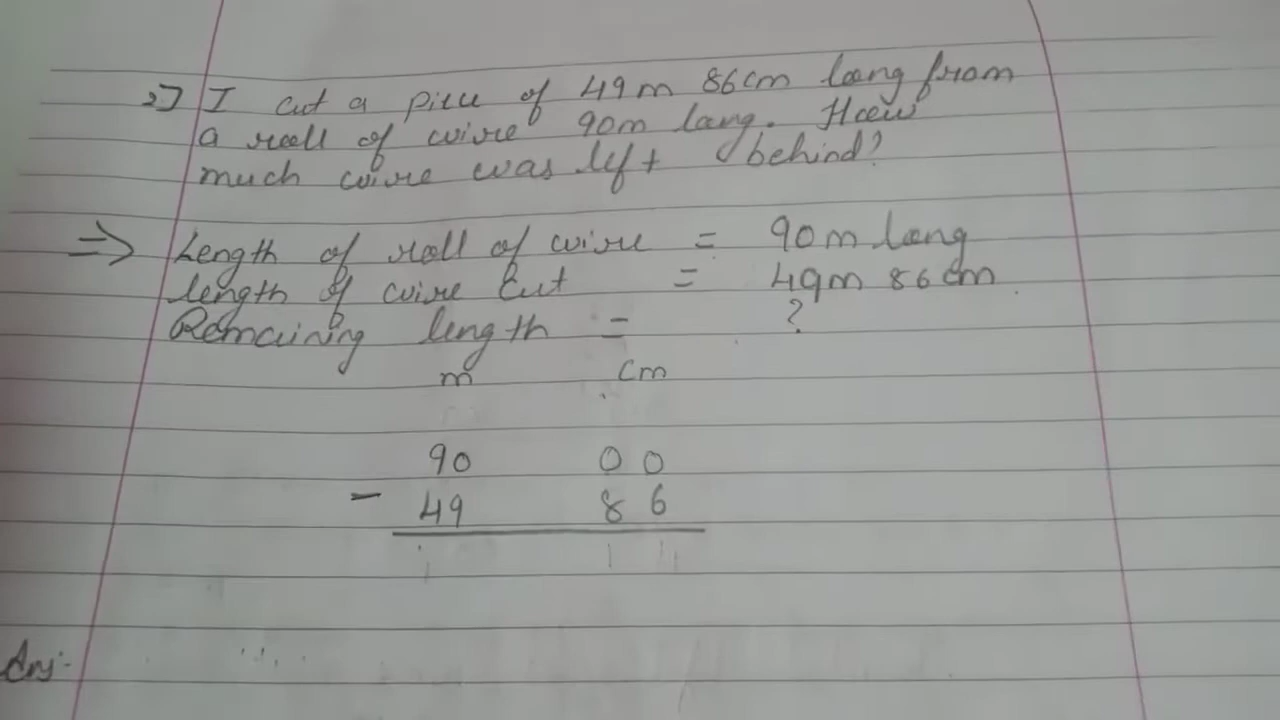 2) I cut a piece of 49m 86cm long from
a roll of wire 90m long. How
much wire was left behind?
=> Length of roll of wire = 90m long
length of wire cut = 49m 86cm
Remaining length = ?
m cm
90 00
- 49 86
Ans: